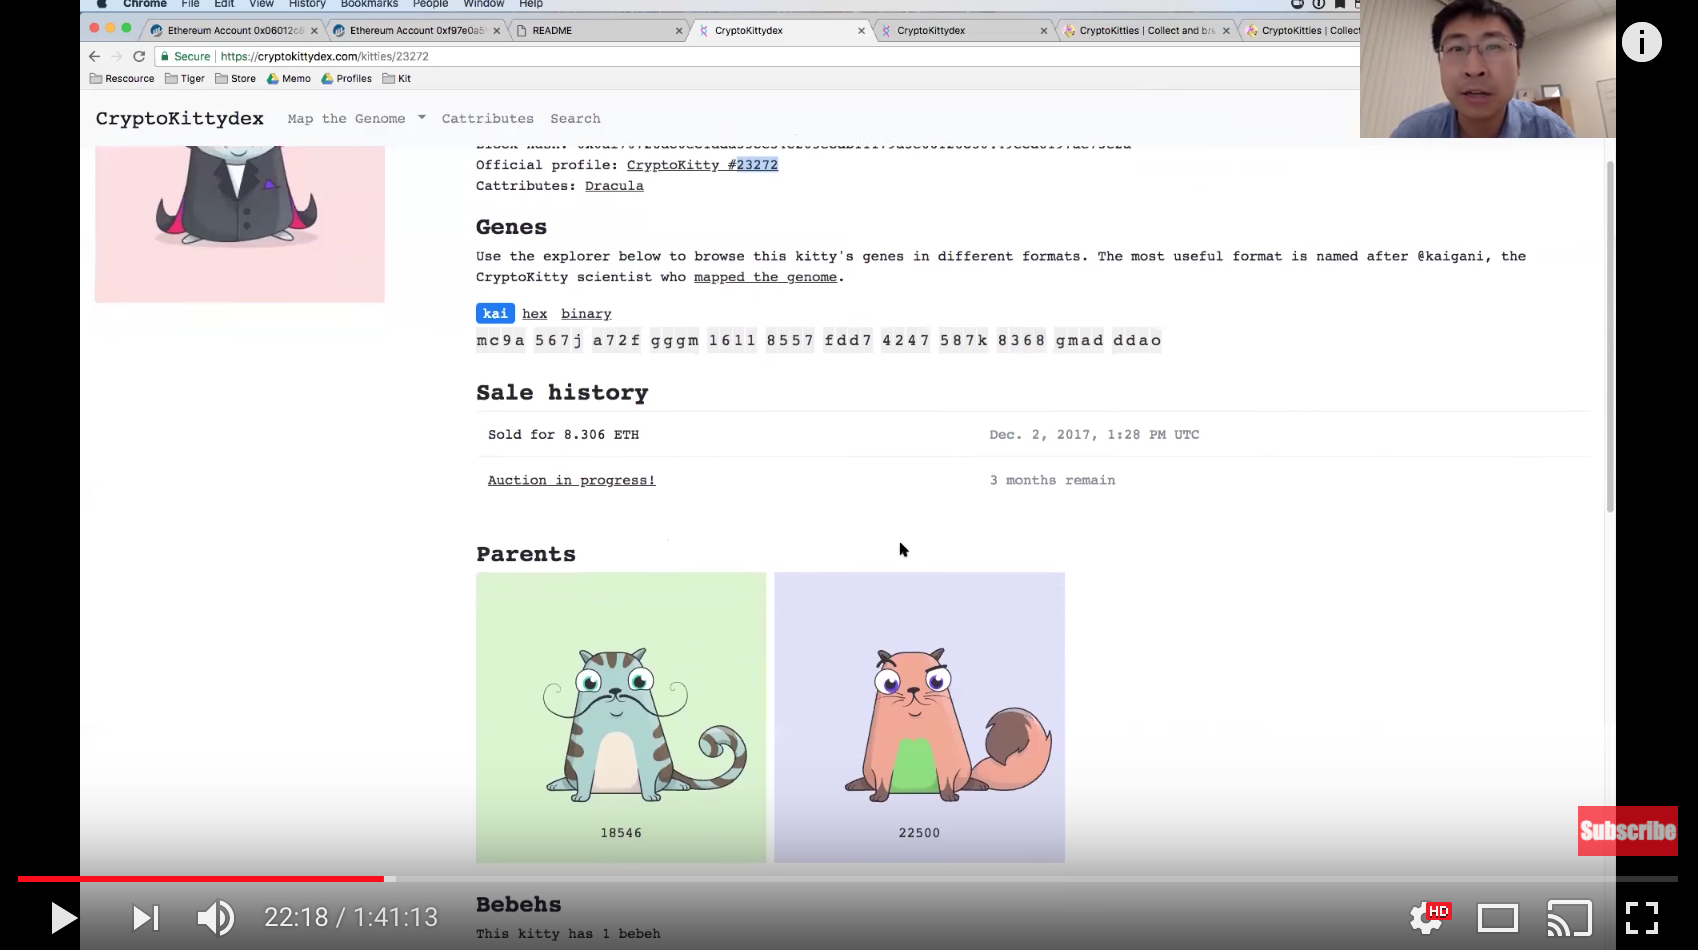 Chrome File Edit View History Bookmarks People Window Help
Ethereum Account 0x06012c8 Ethereum Account 0xf97e0a5 README CryptoKittydex CryptoKittydex CryptoKitties | Collect and bre CryptoKitties | Collec
Secure https://cryptokittydex.com/kitties/23272
Rescource Tiger Store Memo Profiles Kit
CryptoKittydex Map the Genome Cattributes Search
Official profile: CryptoKitty #23272
Cattributes: Dracula
Genes
Use the explorer below to browse this kitty's genes in different formats. The most useful format is named after @kaigani, the
CryptoKitty scientist who mapped the genome.
kai hex binary
mc9a 567j a72f gggm 1611 8557 fdd7 4247 587k 8368 gmad ddao
Sale history
Sold for 8.306 ETH Dec. 2, 2017, 1:28 PM UTC
Auction in progress! 3 months remain
Parents
18546 22500
Subscribe
Bebehs
22:18 / 1:41:13 HD
This kitty has 1 bebeh